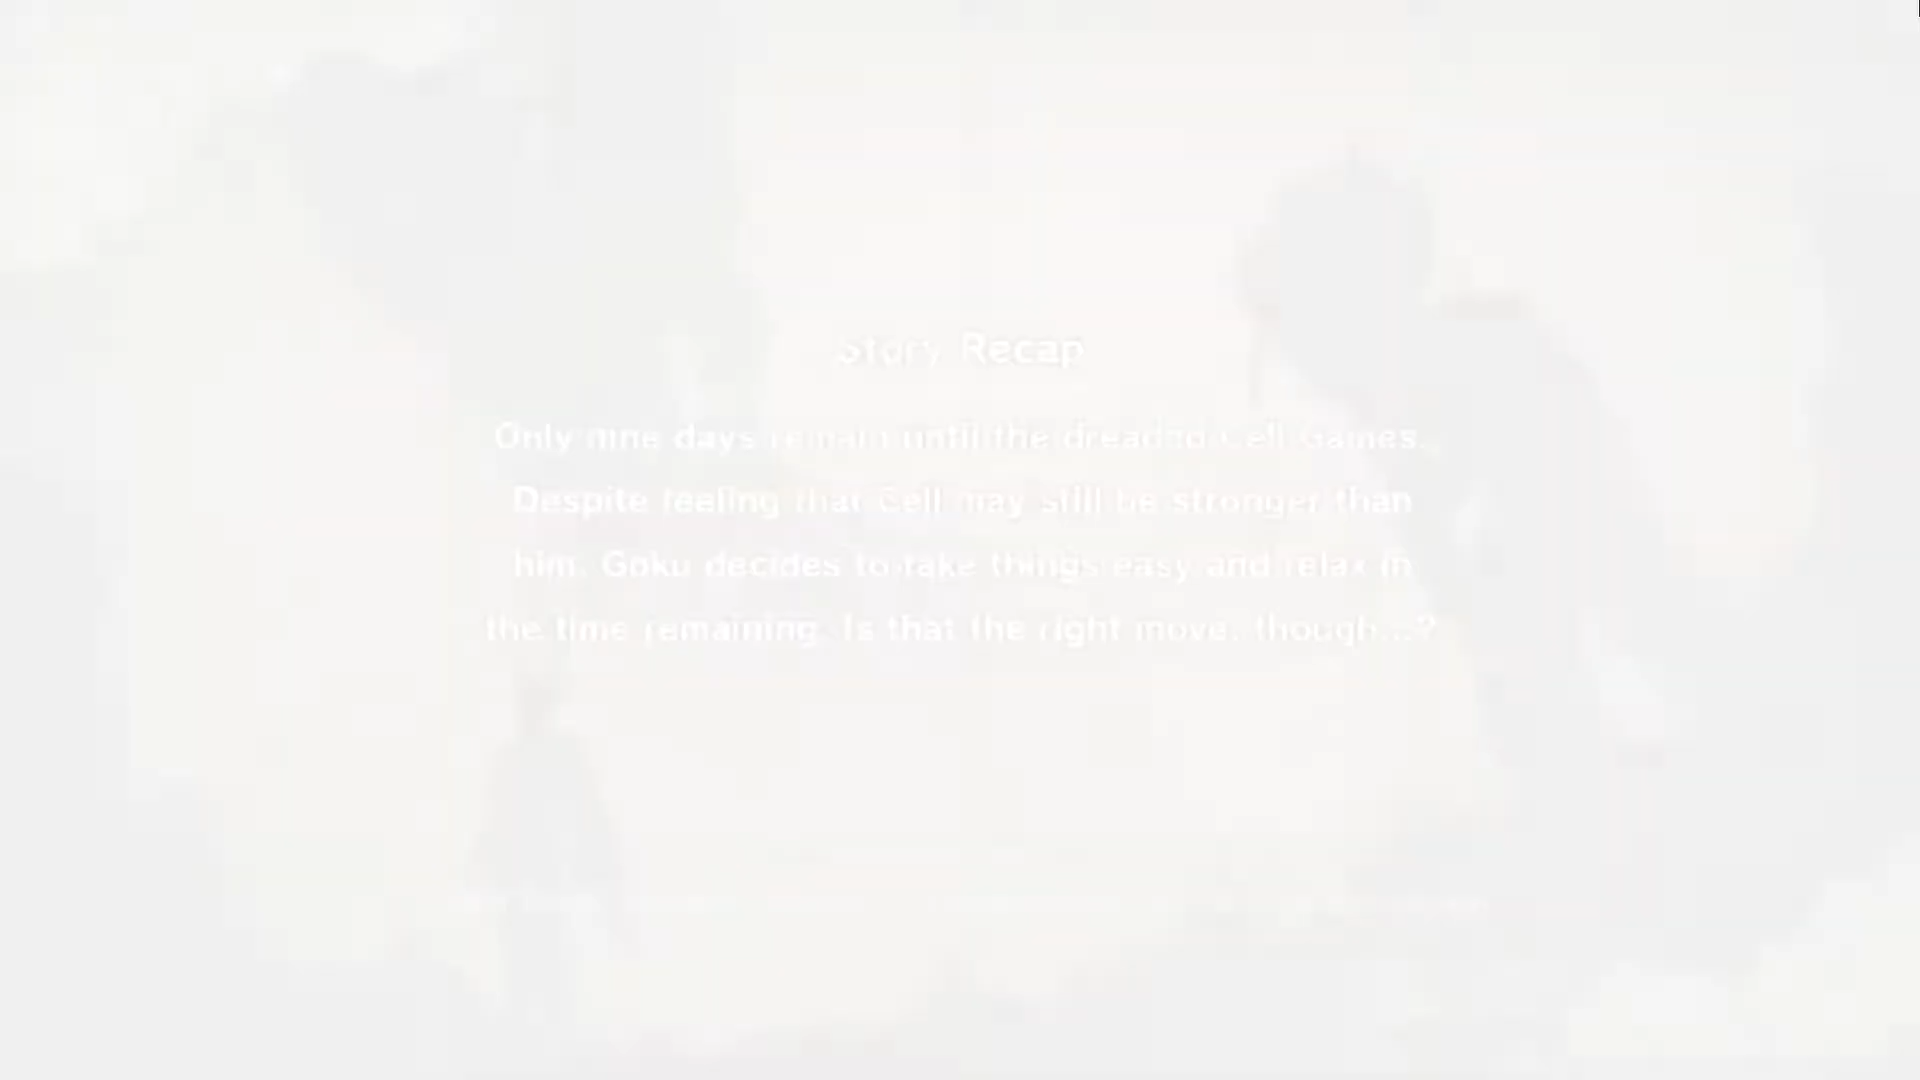 Story Recap
Only nine days remain until the dreaded Cell Games.
Despite feeling that Cell may still be stronger than
him, Goku decides to take things easy and relax in
the time remaining. Is that the right move, though...?